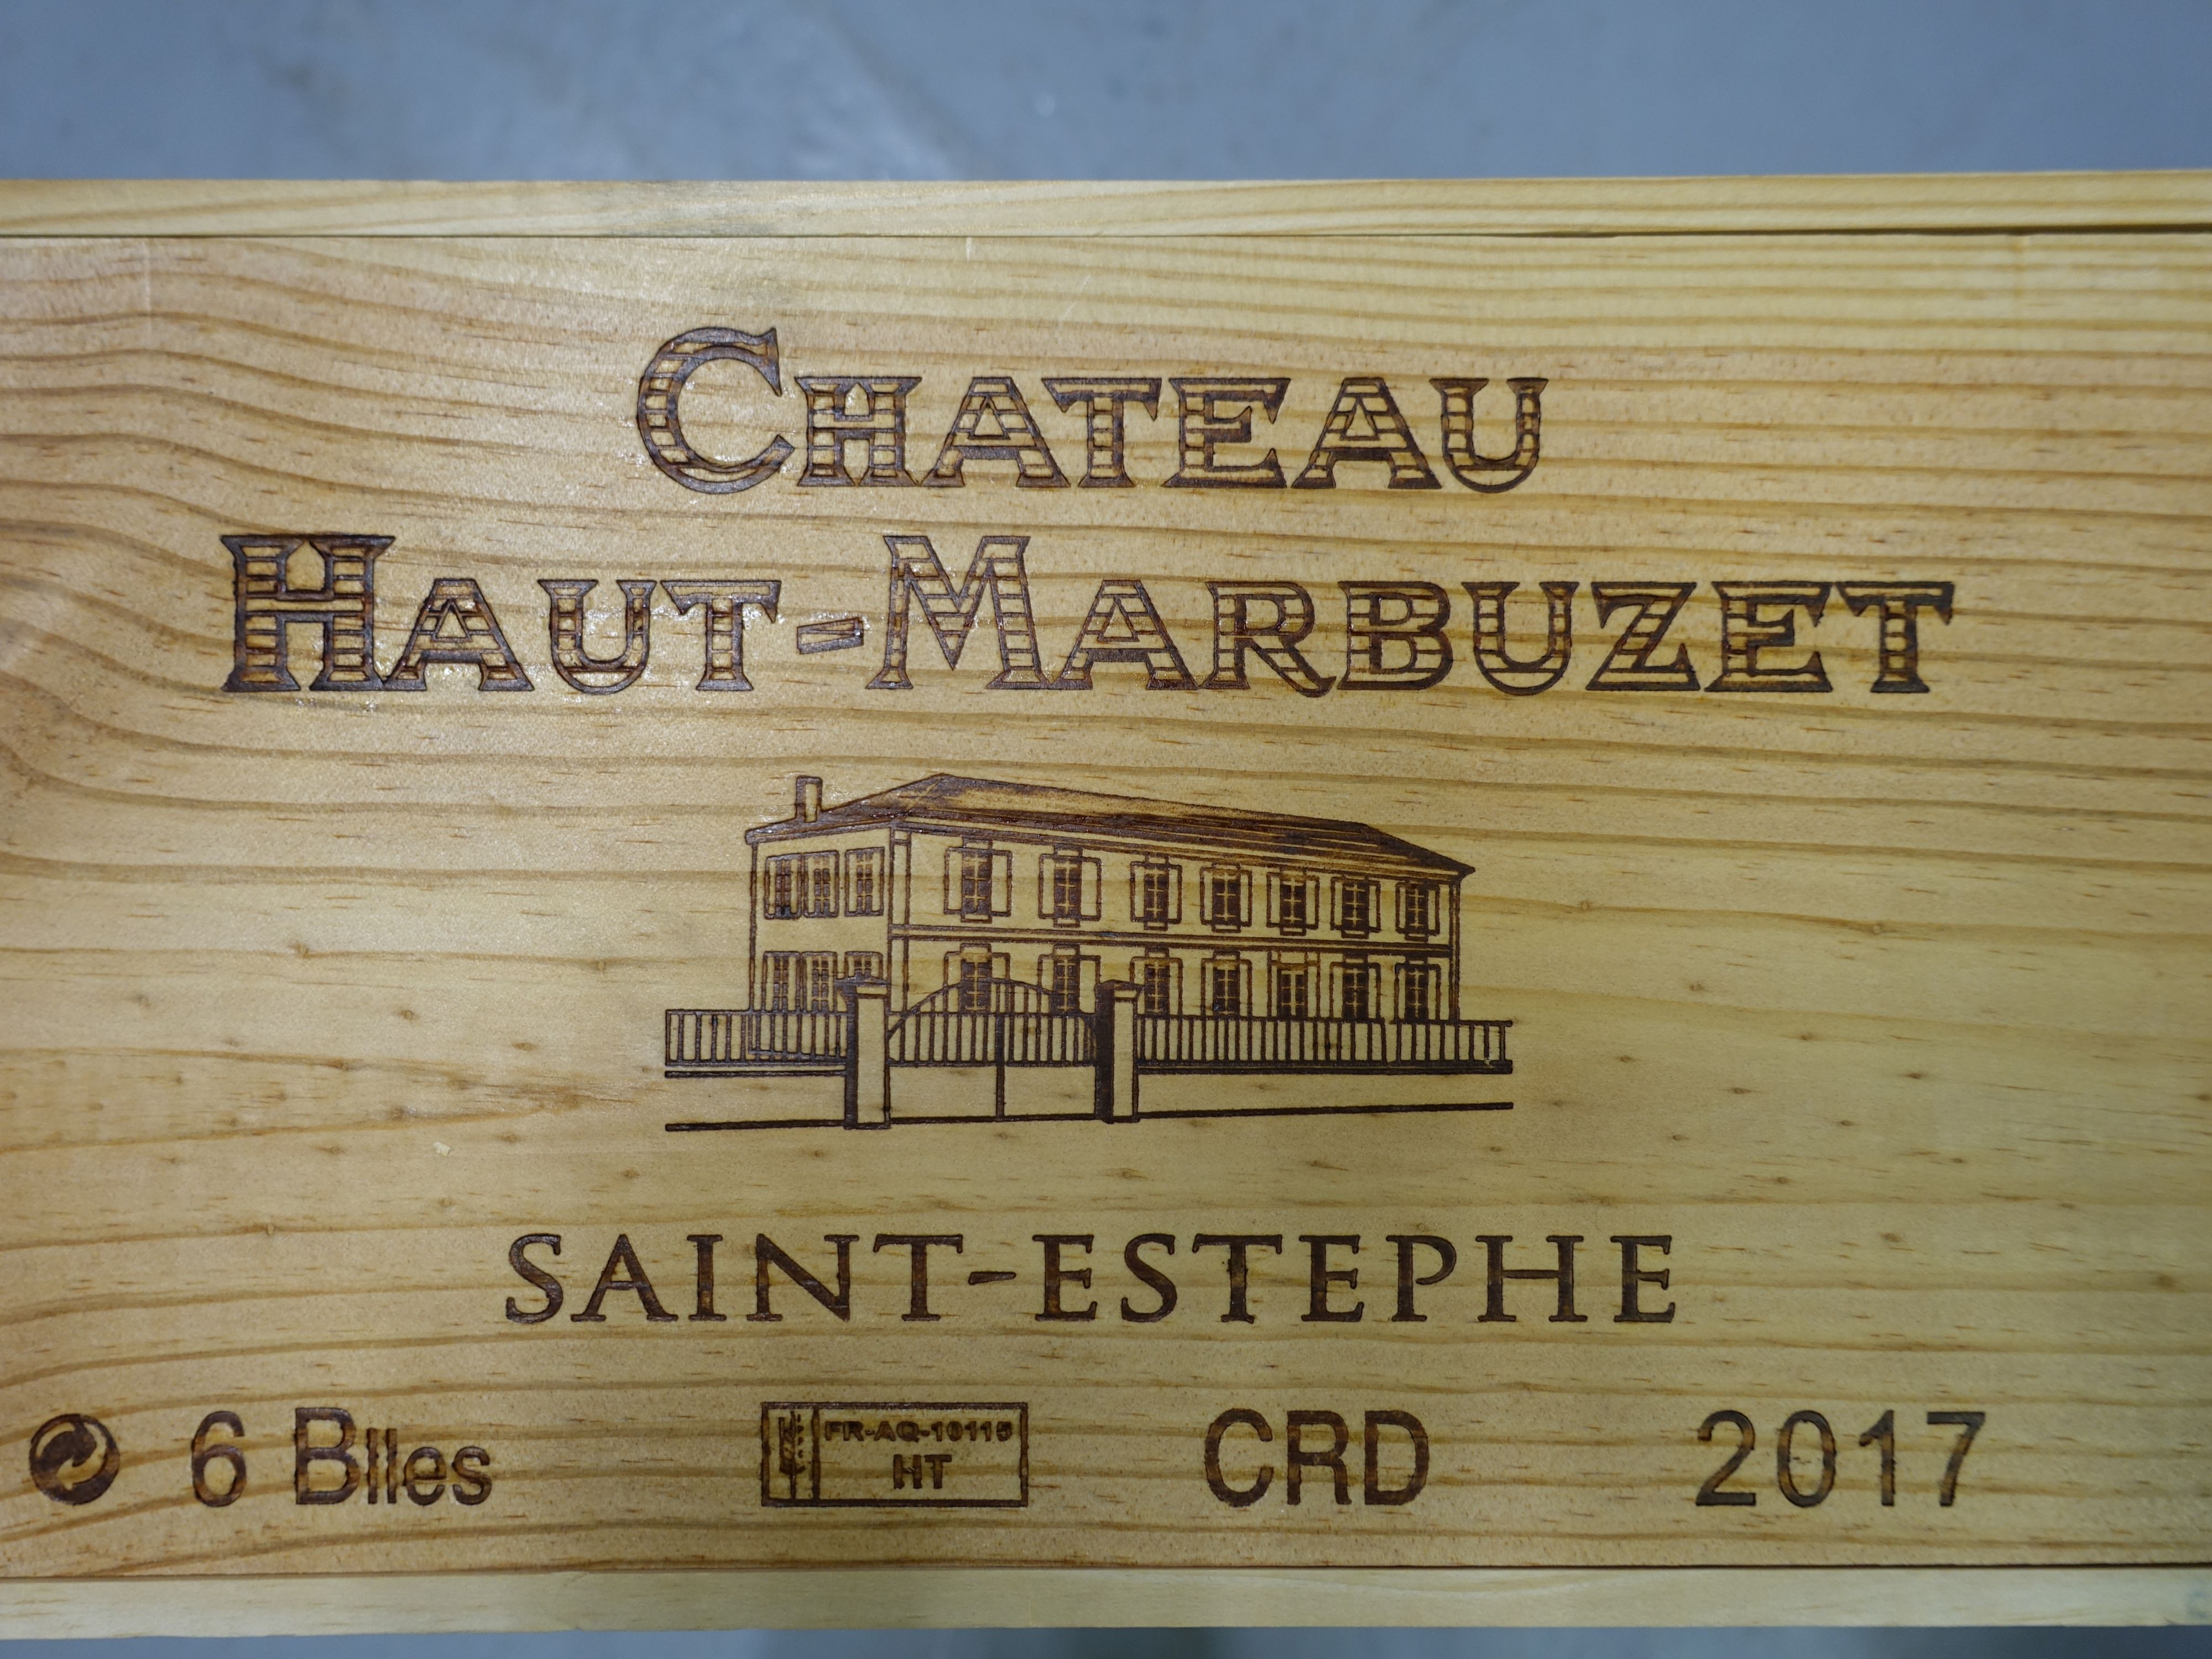 CHATEAU
HAUT-MARBUZET
SAINT-ESTEPHE
6 Blles
FR-AQ-10115
HT
CRD
2017